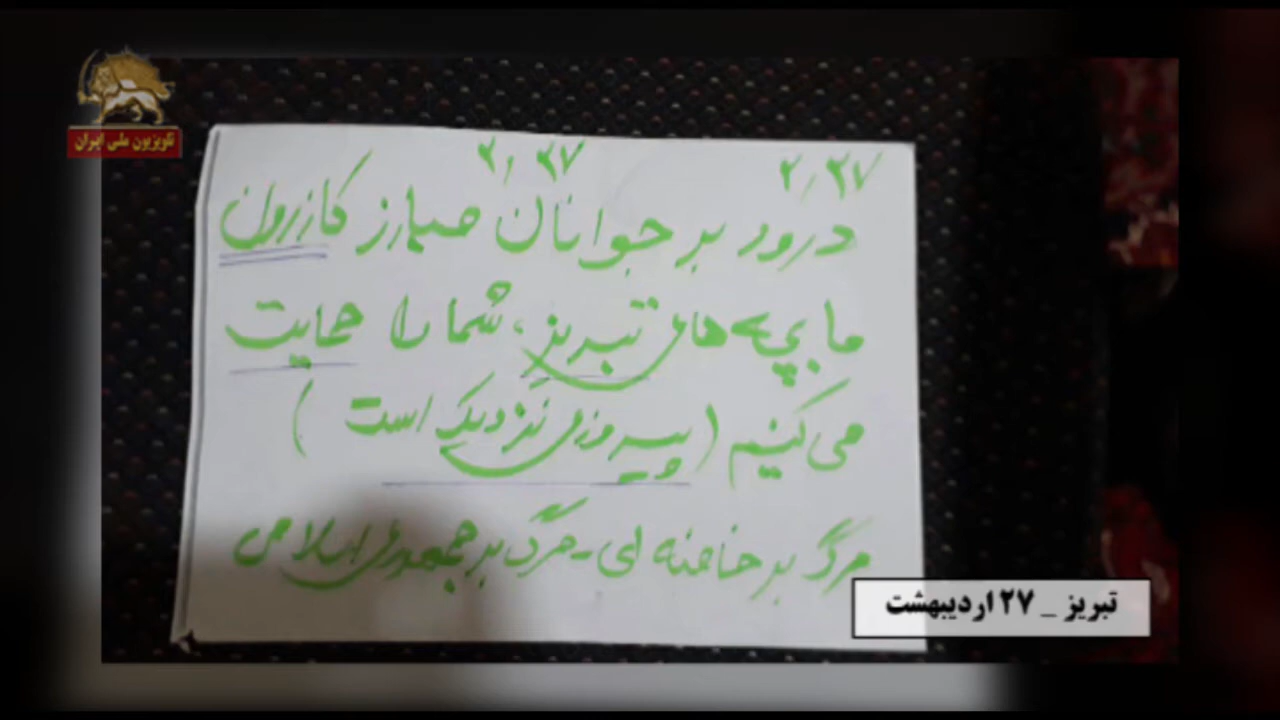 تلویزیون ملی ایران
۲/۲۷ ۲/۲۷
درود بر جوانان مبارز کازرون
ما بچه های تبریز، شما را حمایت
می کنیم (پیروزی نزدیک است)
مرگ بر خامنه ای - مرگ بر جمهوری اسلامی
تبریز _ ۲۷ اردیبهشت